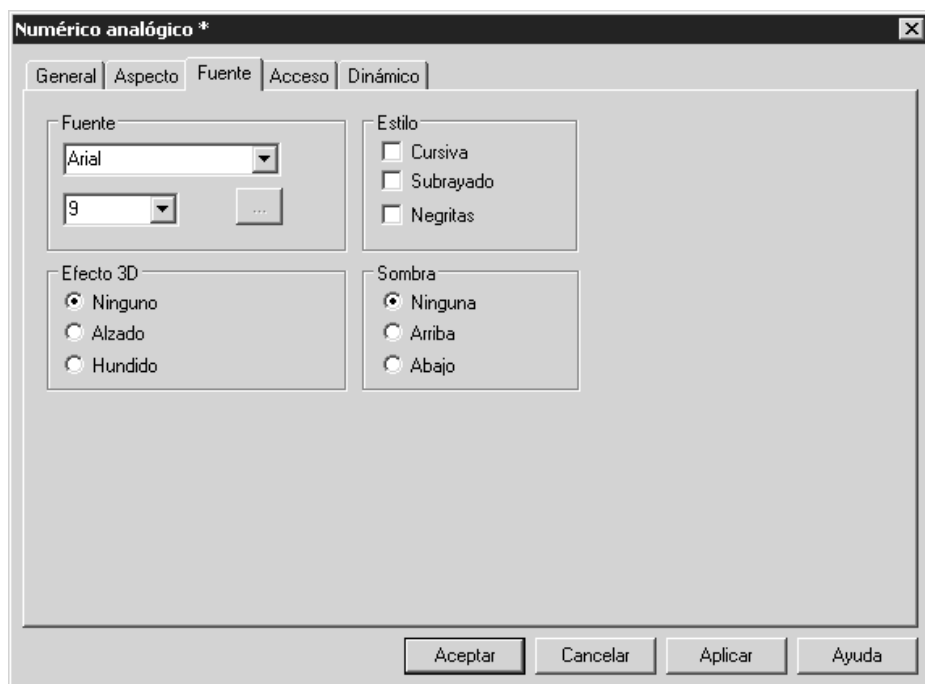 Numérico analógico *
General Aspecto Fuente Acceso Dinámico
Fuente
Arial
9
...
Estilo
Cursiva
Subrayado
Negritas
Efecto 3D
Ninguno
Alzado
Hundido
Sombra
Ninguna
Arriba
Abajo
Aceptar Cancelar Aplicar Ayuda